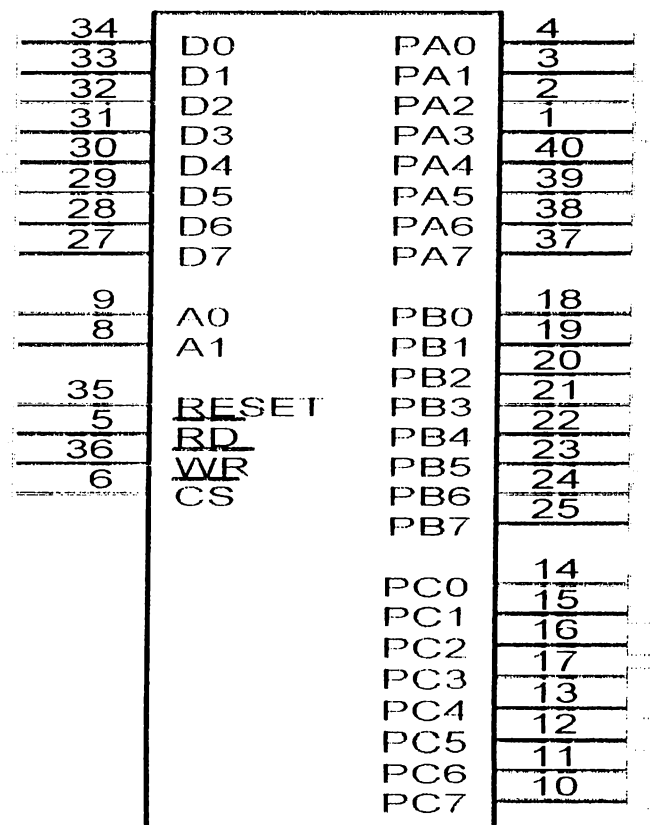 34 D0 PA0 4
33 D1 PA1 3
32 D2 PA2 2
31 D3 PA3 1
30 D4 PA4 40
29 D5 PA5 39
28 D6 PA6 38
27 D7 PA7 37
9 A0 PB0 18
8 A1 PB1 19
PB2 20
35 RESET PB3 21
5 RD PB4 22
36 WR PB5 23
6 CS PB6 24
PB7 25
PC0 14
PC1 15
PC2 16
PC3 17
PC4 13
PC5 12
PC6 11
PC7 10